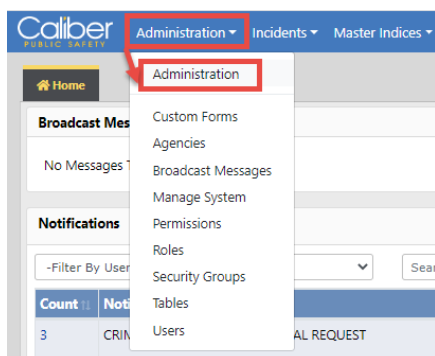 Caliber
PUBLIC SAFETY
Administration
Incidents
Master Indices
Home
Administration
Broadcast Mes
Custom Forms
Agencies
No Messages
Broadcast Messages
Manage System
Notifications
Permissions
Roles
-Filter By User
Sear
Security Groups
Count
Noti
Tables
3
CRIM
Users
AL REQUEST